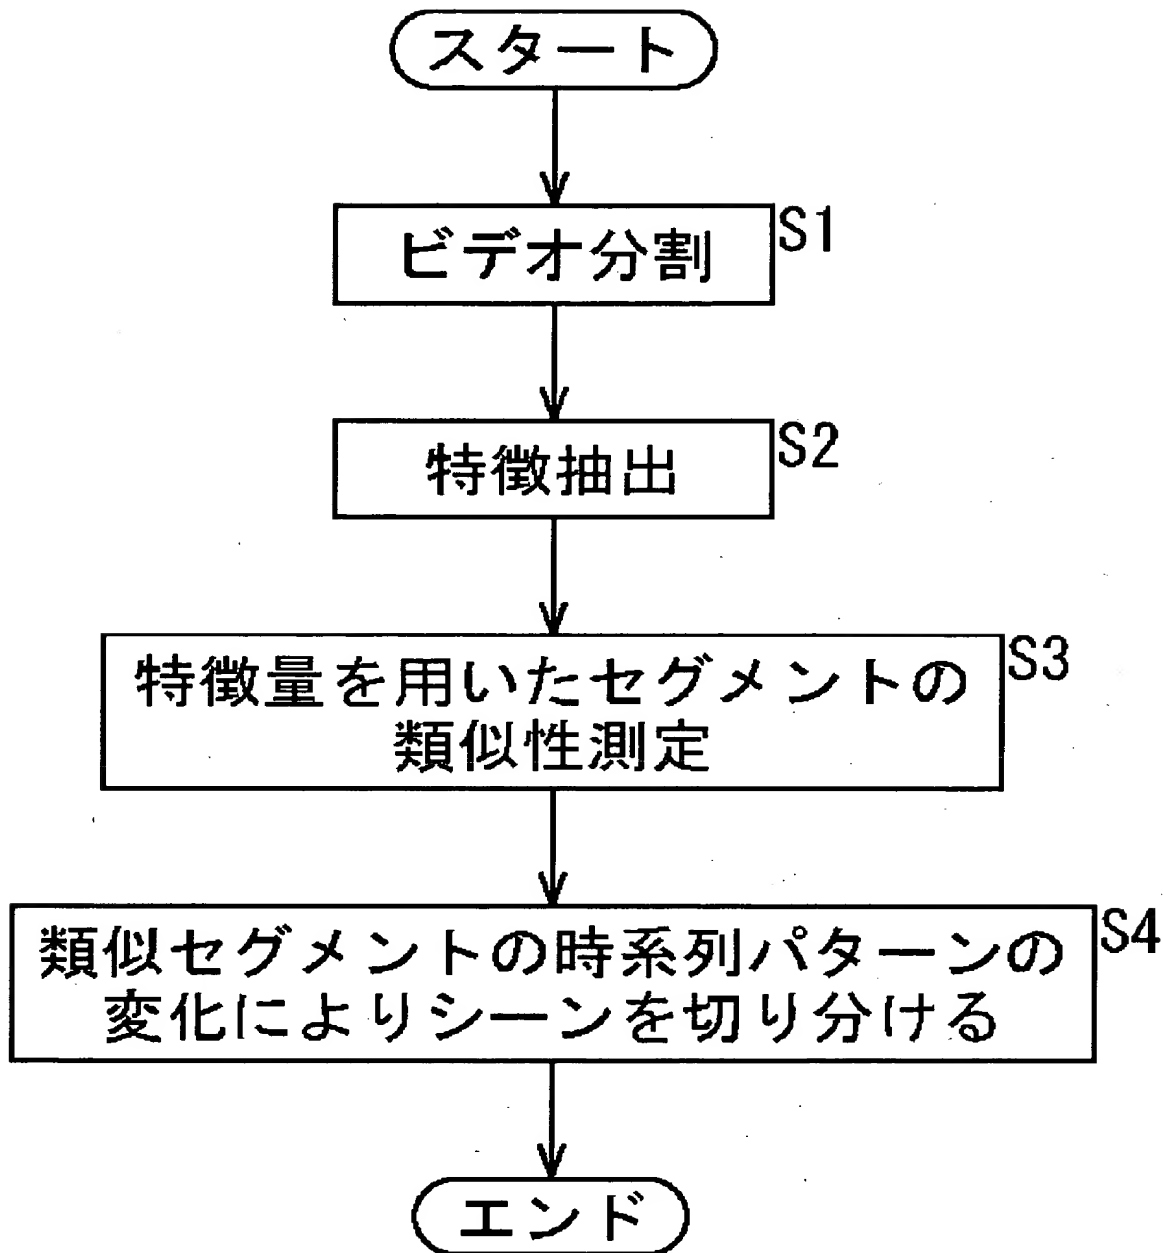 スタート
ビデオ分割
S1
特徴抽出
S2
特徴量を用いたセグメントの
類似性測定
S3
類似セグメントの時系列パターンの
変化によりシーンを切り分ける
S4
エンド